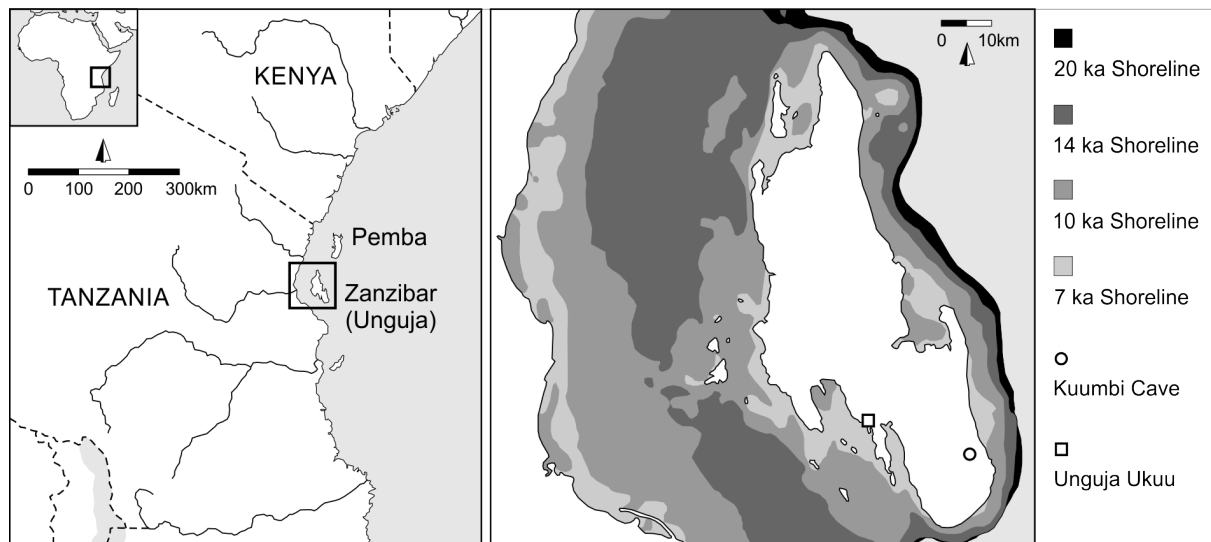 KENYA
0 100 200 300km
Pemba
TANZANIA
Zanzibar
(Unguja)
0 10km
20 ka Shoreline
14 ka Shoreline
10 ka Shoreline
7 ka Shoreline
Kuumbi Cave
Unguja Ukuu